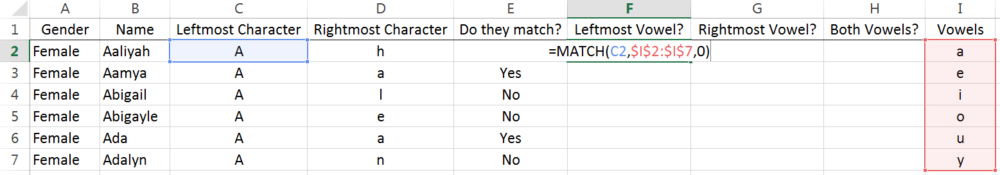 A B C D E F G H I
1 Gender Name Leftmost Character Rightmost Character Do they match? Leftmost Vowel? Rightmost Vowel? Both Vowels? Vowels
2 Female Aaliyah A h =MATCH(C2,$I$2:$I$7,0) a
3 Female Aamya A a Yes e
4 Female Abigail A l No i
5 Female Abigayle A e No o
6 Female Ada A a Yes u
7 Female Adalyn A n No y